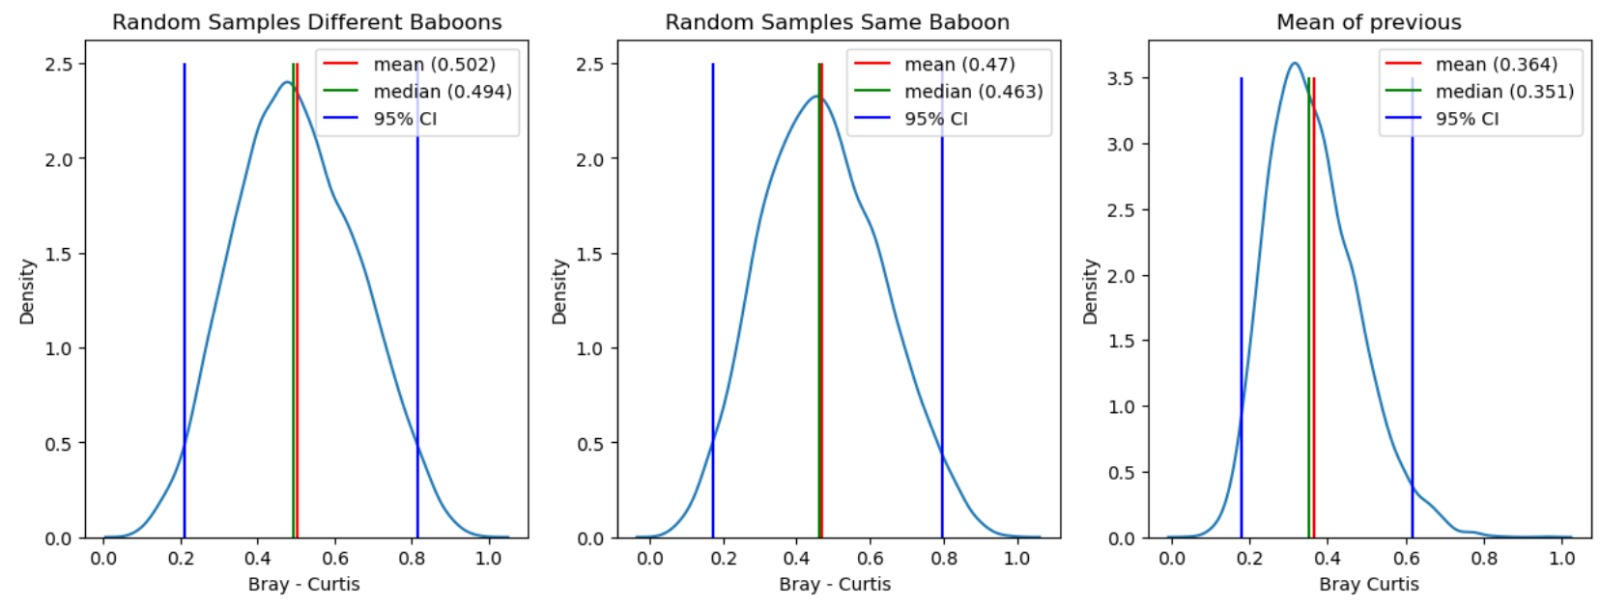 Random Samples Different Baboons
mean (0.502)
median (0.494)
95% CI
2.5
2.0
1.5
1.0
0.5
0.0
Density
0.0 0.2 0.4 0.6 0.8 1.0
Bray - Curtis
Random Samples Same Baboon
mean (0.47)
median (0.463)
95% CI
2.5
2.0
1.5
1.0
0.5
0.0
Density
0.0 0.2 0.4 0.6 0.8 1.0
Bray - Curtis
Mean of previous
mean (0.364)
median (0.351)
95% CI
3.5
3.0
2.5
2.0
1.5
1.0
0.5
0.0
Density
0.0 0.2 0.4 0.6 0.8 1.0
Bray Curtis